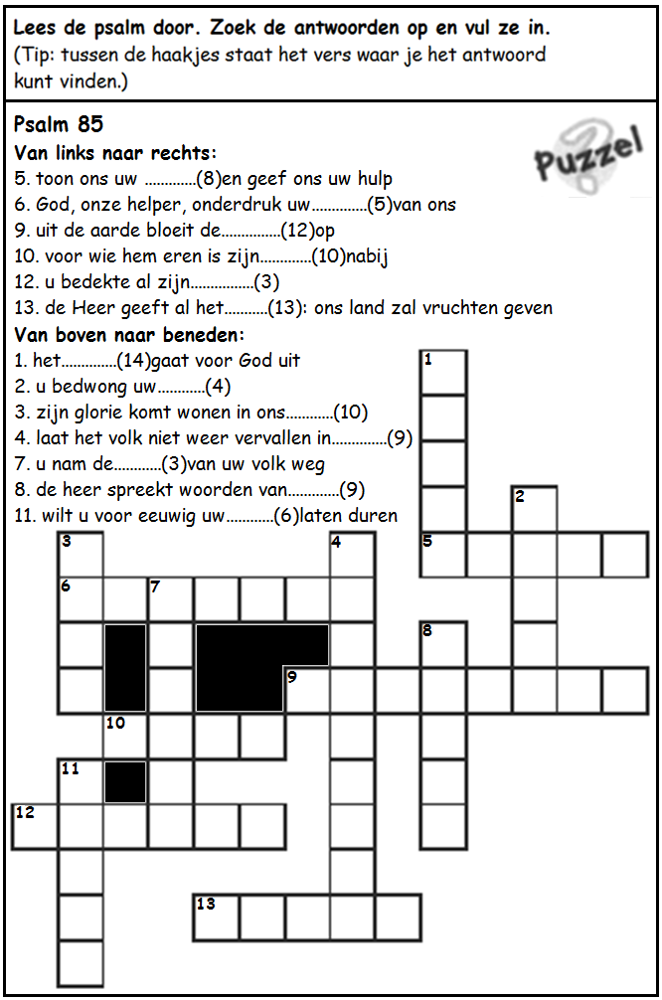 Lees de psalm door. Zoek de antwoorden op en vul ze in.
(Tip: tussen de haakjes staat het vers waar je het antwoord
kunt vinden.)
Psalm 85
Puzzel
Van links naar rechts:
5. toon ons uw ............(8)en geef ons uw hulp
6. God, onze helper, onderdruk uw.............(5)van ons
9. uit de aarde bloeit de..............(12)op
10. voor wie hem eren is zijn............(10)nabij
12. u bedekte al zijn...............(3)
13. de Heer geeft al het..........(13): ons land zal vruchten geven
Van boven naar beneden:
1. het.............(14)gaat voor God uit
2. u bedwong uw...........(4)
3. zijn glorie komt wonen in ons...........(10)
4. laat het volk niet weer vervallen in.............(9)
7. u nam de...........(3)van uw volk weg
8. de heer spreekt woorden van............(9)
11. wilt u voor eeuwig uw...........(6)laten duren
1
2
3 4 5
6 7
8
9
10
11
12
13